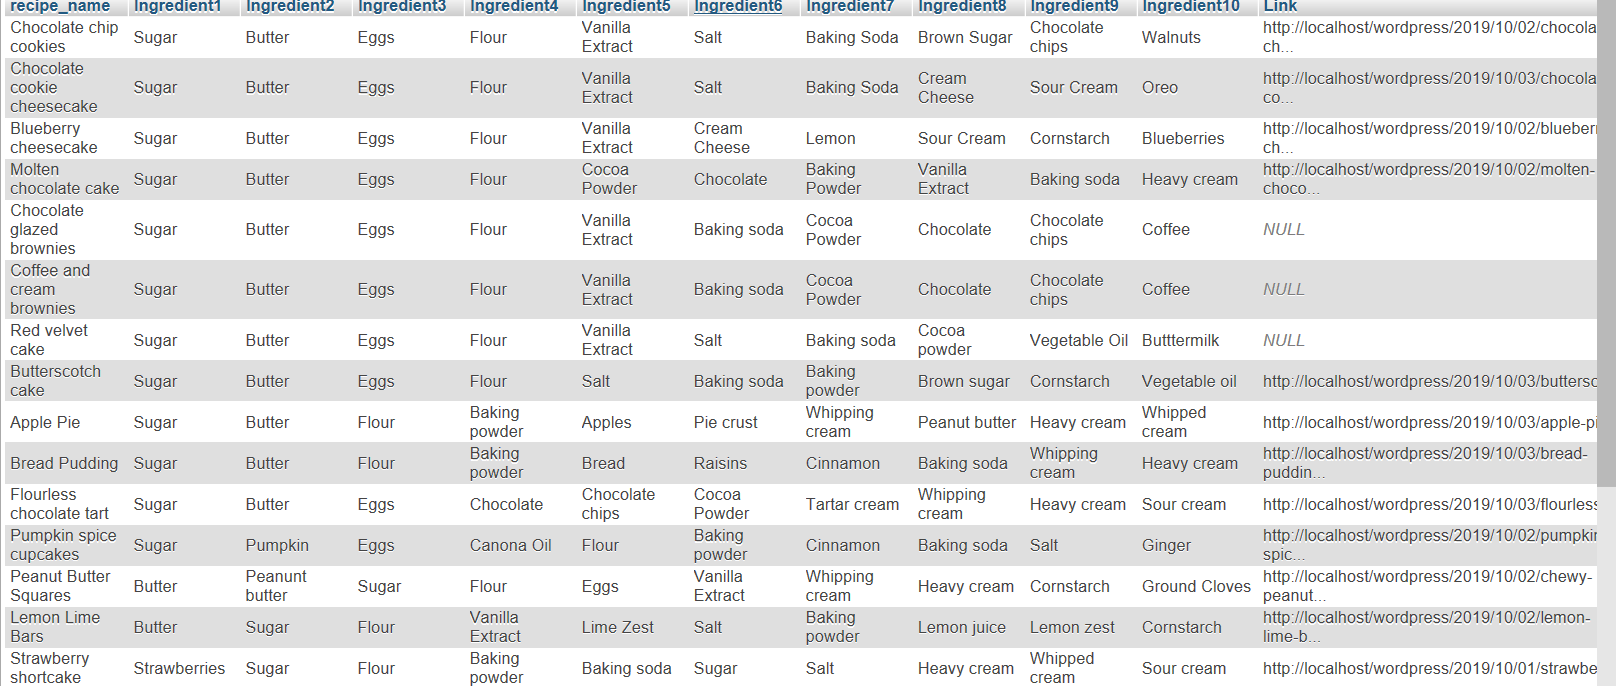 recipe_name Ingredient1 Ingredient2 Ingredient3 Ingredient4 Ingredient5 Ingredient6 Ingredient7 Ingredient8 Ingredient9 Ingredient10 Link
Chocolate chip cookies Sugar Butter Eggs Flour Vanilla Extract Salt Baking Soda Brown Sugar Chocolate chips Walnuts http://localhost/wordpress/2019/10/02/chocola ch...
Chocolate cookie cheesecake Sugar Butter Eggs Flour Vanilla Extract Salt Baking Soda Cream Cheese Sour Cream Oreo http://localhost/wordpress/2019/10/03/chocola co...
Blueberry cheesecake Sugar Butter Eggs Flour Vanilla Extract Cream Cheese Lemon Sour Cream Cornstarch Blueberries http://localhost/wordpress/2019/10/02/blueberr ch...
Molten chocolate cake Sugar Butter Eggs Flour Cocoa Powder Chocolate Baking Powder Vanilla Extract Baking soda Heavy cream http://localhost/wordpress/2019/10/02/molten- choco...
Chocolate glazed brownies Sugar Butter Eggs Flour Vanilla Extract Baking soda Cocoa Powder Chocolate Chocolate chips Coffee NULL
Coffee and cream brownies Sugar Butter Eggs Flour Vanilla Extract Baking soda Cocoa Powder Chocolate Chocolate chips Coffee NULL
Red velvet cake Sugar Butter Eggs Flour Vanilla Extract Salt Baking soda Cocoa powder Vegetable Oil Butttermilk NULL
Butterscotch cake Sugar Butter Eggs Flour Salt Baking soda Baking powder Brown sugar Cornstarch Vegetable oil http://localhost/wordpress/2019/10/03/buttersc
Apple Pie Sugar Butter Flour Baking powder Apples Pie crust Whipping cream Peanut butter Heavy cream Whipped cream http://localhost/wordpress/2019/10/03/apple-pi
Bread Pudding Sugar Butter Flour Baking powder Bread Raisins Cinnamon Baking soda Whipping cream Heavy cream http://localhost/wordpress/2019/10/03/bread- puddin...
Flourless chocolate tart Sugar Butter Eggs Chocolate Chocolate chips Cocoa Powder Tartar cream Whipping cream Heavy cream Sour cream http://localhost/wordpress/2019/10/03/flourless
Pumpkin spice cupcakes Sugar Pumpkin Eggs Canona Oil Flour Baking powder Cinnamon Baking soda Salt Ginger http://localhost/wordpress/2019/10/02/pumpkin spic...
Peanut Butter Squares Butter Peanunt butter Sugar Flour Eggs Vanilla Extract Whipping cream Heavy cream Cornstarch Ground Cloves http://localhost/wordpress/2019/10/02/chewy- peanut...
Lemon Lime Bars Butter Sugar Flour Vanilla Extract Lime Zest Salt Baking powder Lemon juice Lemon zest Cornstarch http://localhost/wordpress/2019/10/02/lemon- lime-b...
Strawberry shortcake Strawberries Sugar Flour Baking powder Baking soda Sugar Salt Heavy cream Whipped cream Sour cream http://localhost/wordpress/2019/10/01/strawbe